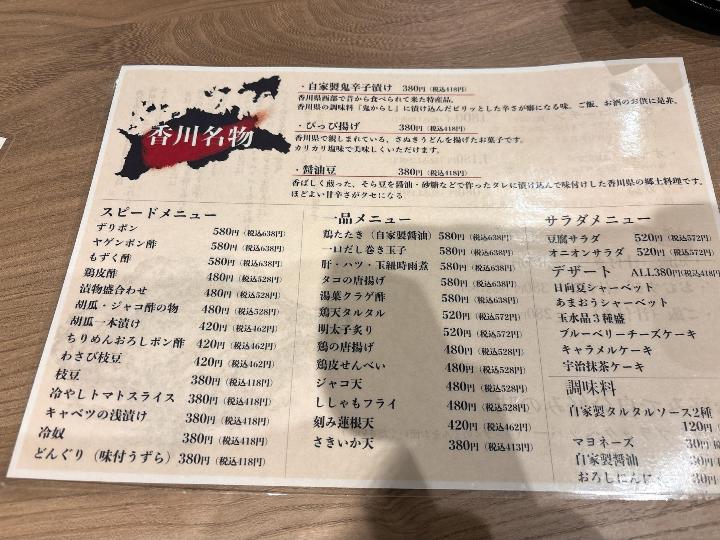 香川名物
・自家製鬼辛子漬け 380円(税込418円)
香川県西部で昔から食べられて来た特産品。
香川県の調味料『鬼からし』に漬け込んだピリッとした辛さが癖になる味。ご飯、お酒のお供に是非。
・ぴっぴ揚げ 380円(税込418円)
香川県で親しまれている、さぬきうどんを揚げたお菓子です。
カリカリ塩味で美味しくいただけます。
・醤油豆 380円(税込418円)
香ばしく煎った、そら豆を醤油・砂糖などで作ったタレに漬け込んで味付けした香川県の郷土料理です。
ほどよい甘辛さがクセになる
スピードメニュー
ずりポン 580円(税込638円)
ヤゲンポン酢 580円(税込638円)
もずく酢 580円(税込638円)
鶏皮酢 480円(税込528円)
漬物盛合わせ 480円(税込528円)
胡瓜・ジャコ酢の物 480円(税込528円)
胡瓜一本漬け 420円(税込462円)
ちりめんおろしポン酢 420円(税込462円)
わさび枝豆 420円(税込462円)
枝豆 380円(税込418円)
冷やしトマトスライス 380円(税込418円)
キャベツの浅漬け 380円(税込418円)
冷奴 380円(税込418円)
どんぐり(味付うずら) 380円(税込418円)
一品メニュー
鶏たたき(自家製醤油) 580円(税込638円)
一口だし巻き玉子 580円(税込638円)
肝・ハツ・玉紐時雨煮 580円(税込638円)
タコの唐揚げ 580円(税込638円)
湯葉クラゲ酢 580円(税込638円)
鶏天タルタル 520円(税込572円)
明太子炙り 520円(税込572円)
鶏の唐揚げ 480円(税込528円)
鶏皮せんべい 480円(税込528円)
ジャコ天 480円(税込528円)
ししゃもフライ 480円(税込528円)
刻み蓮根天 420円(税込462円)
さきいか天 380円(税込413円)
サラダメニュー
豆腐サラダ 520円(税込572円)
オニオンサラダ 520円(税込572円)
デザート ALL380円(税込418円)
日向夏シャーベット
あまおうシャーベット
玉水品3種盛
ブルーベリーチーズケーキ
キャラメルケーキ
宇治抹茶ケーキ
調味料
自家製タルタルソース2種
120円
マヨネーズ 30円
自家製醤油 30円
おろしにんにく 30円